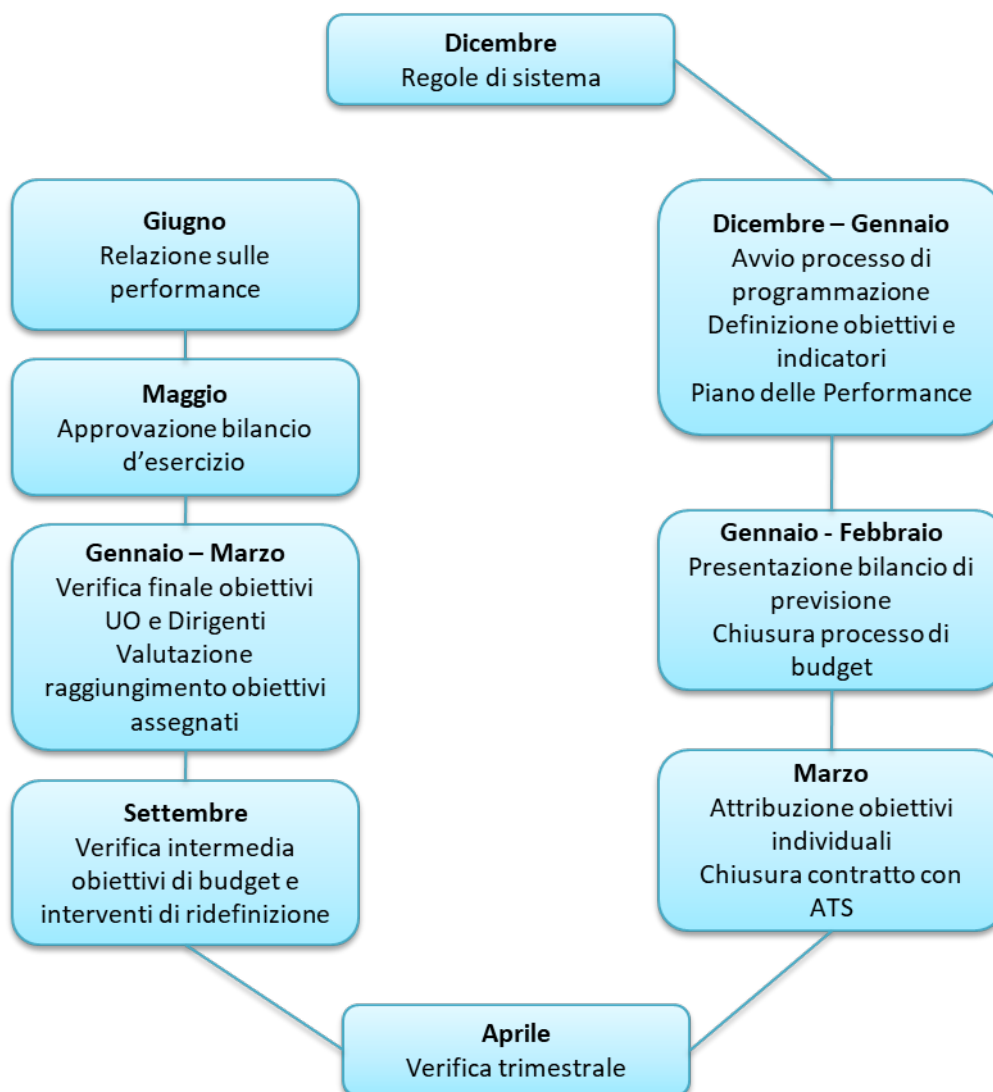 Dicembre
Regole di sistema
Giugno
Relazione sulle
performance
Maggio
Approvazione bilancio
d’esercizio
Gennaio – Marzo
Verifica finale obiettivi
UO e Dirigenti
Valutazione
raggiungimento obiettivi
assegnati
Settembre
Verifica intermedia
obiettivi di budget e
interventi di ridefinizione
Dicembre – Gennaio
Avvio processo di
programmazione
Definizione obiettivi e
indicatori
Piano delle Performance
Gennaio - Febbraio
Presentazione bilancio di
previsione
Chiusura processo di
budget
Marzo
Attribuzione obiettivi
individuali
Chiusura contratto con
ATS
Aprile
Verifica trimestrale